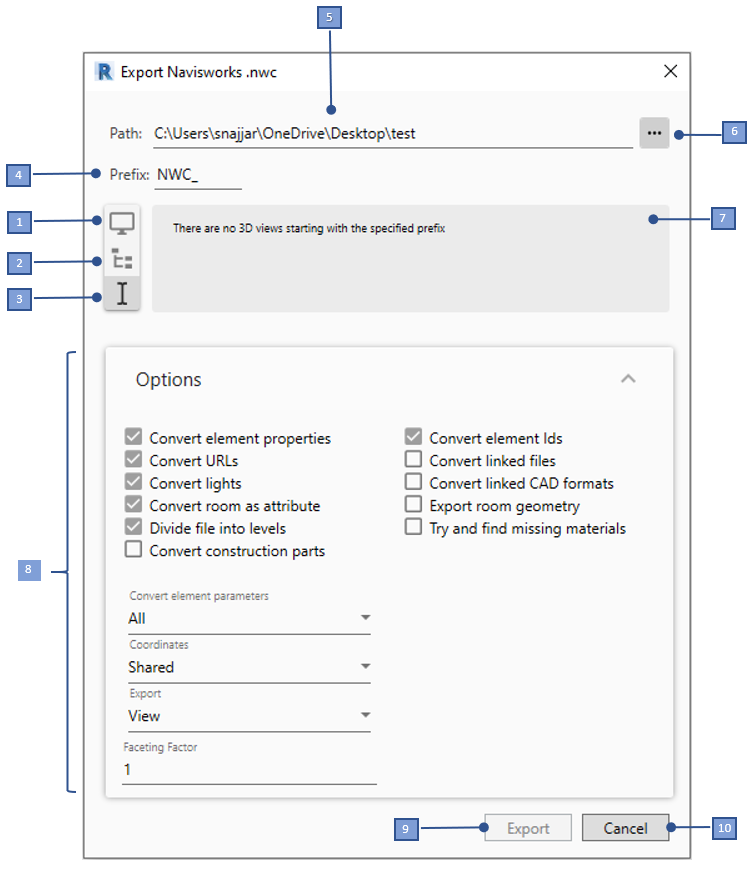 5
Export Navisworks .nwc
Path: C:\Users\snajjar\OneDrive\Desktop\test
6
4
Prefix: NWC_
1
There are no 3D views starting with the specified prefix
7
2
3
Options
Convert element properties
Convert element Ids
Convert URLs
Convert linked files
Convert lights
Convert linked CAD formats
Convert room as attribute
Export room geometry
Divide file into levels
Try and find missing materials
Convert construction parts
8
Convert element parameters
All
Coordinates
Shared
Export
View
Faceting Factor
1
9
Export
Cancel
10